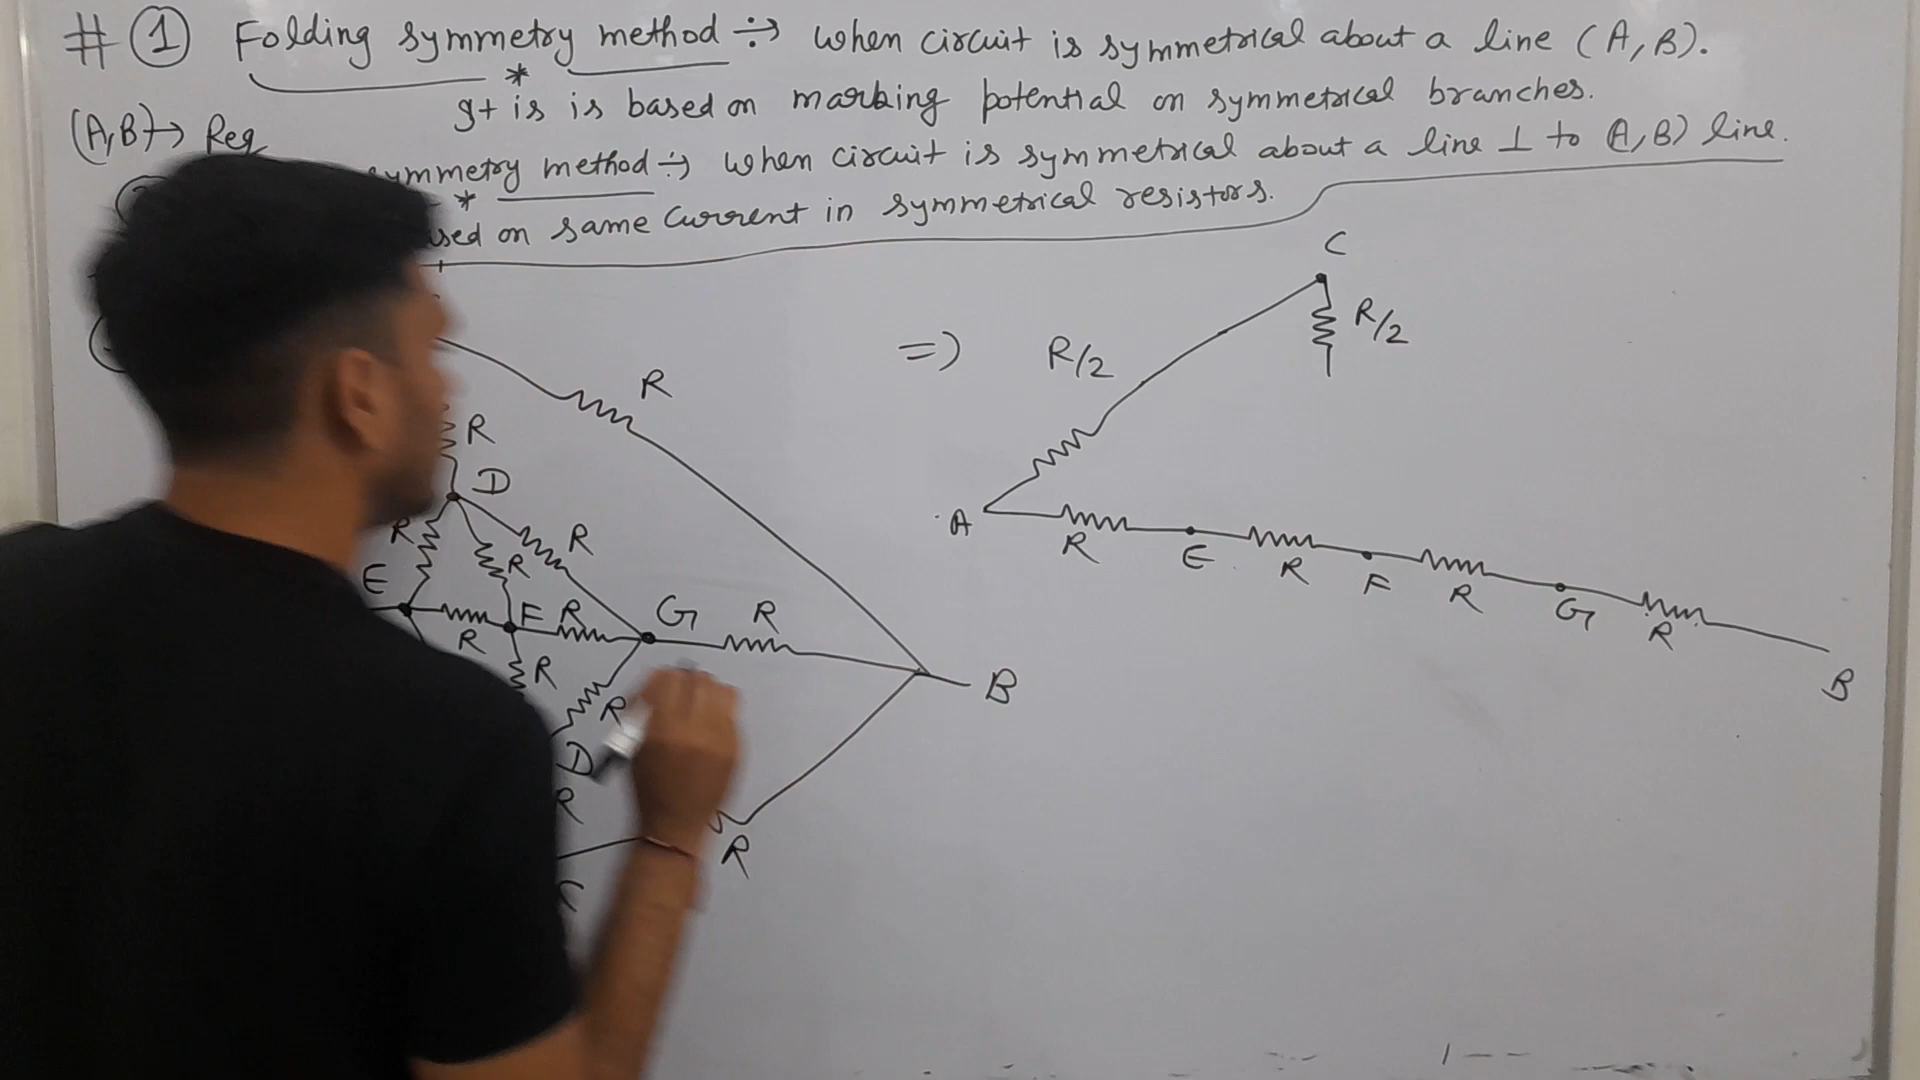 # ① Folding symmetry method ÷→ when circuit is symmetrical about a line (A, B).
* gt is is based on marking potential on symmetrical branches.
(A,B)→ Req
symmetry method ÷) when circuit is symmetrical about a line ⊥ to (A, B) line.
* used on same current in symmetrical resistors.
C
R/2
=) R/2
R
R
D
R
R
R
A
E
F
G
B
R
R
R
R
E
F
R
G
R
R
R
R
B
D
R
R
C